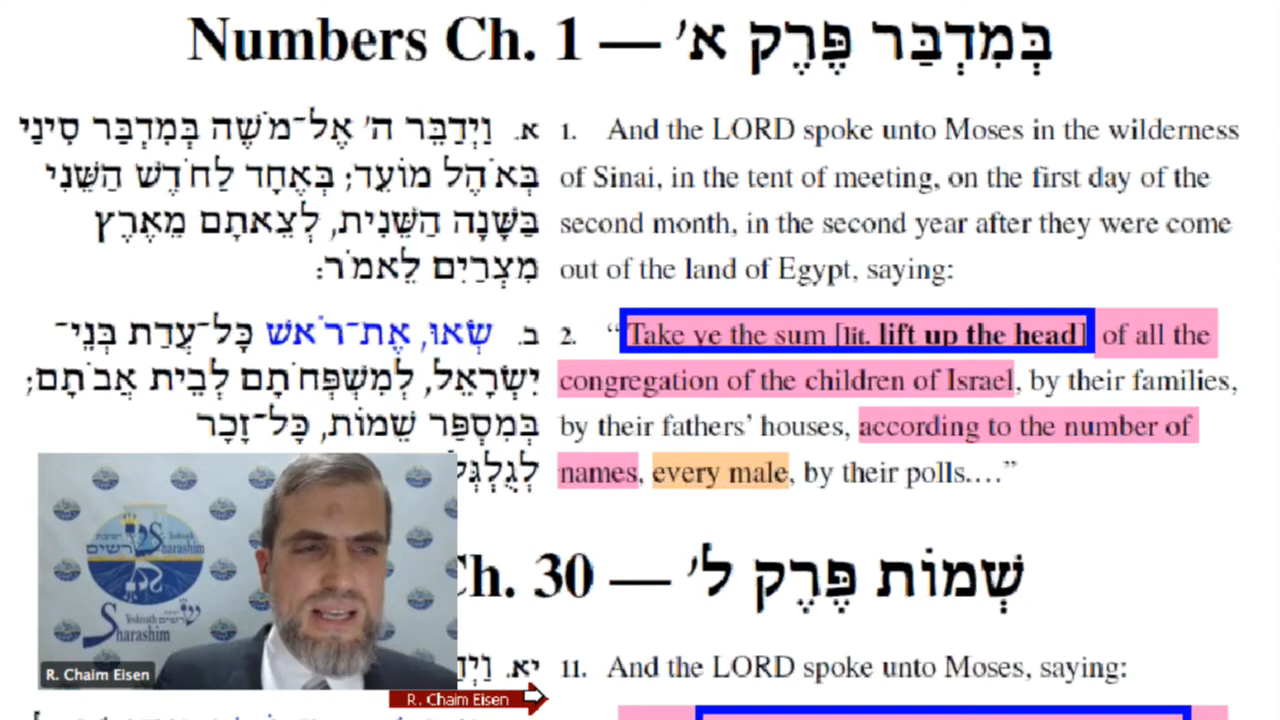 Numbers Ch. 1 — בְּמִדְבַּר פֶּרֶק א׳
א. וַיְדַבֵּר ה׳ אֶל־מֹשֶׁה בְּמִדְבַּר סִינַי
בְּאֹהֶל מוֹעֵד; בְּאֶחָד לַחֹדֶשׁ הַשֵּׁנִי
בַּשָּׁנָה הַשֵּׁנִית, לְצֵאתָם מֵאֶרֶץ
מִצְרַיִם לֵאמֹר:
1. And the LORD spoke unto Moses in the wilderness
of Sinai, in the tent of meeting, on the first day of the
second month, in the second year after they were come
out of the land of Egypt, saying:
ב. שְׂאוּ, אֶת־רֹאשׁ כָּל־עֲדַת בְּנֵי־
יִשְׂרָאֵל, לְמִשְׁפְּחֹתָם לְבֵית אֲבֹתָם;
בְּמִסְפַּר שֵׁמוֹת, כָּל־זָכָר
2. “Take ye the sum [lit. lift up the head] of all the
congregation of the children of Israel, by their families,
by their fathers’ houses, according to the number of
names, every male, by their polls….”
Ch. 30 — שְׁמוֹת פֶּרֶק ל׳
יא.
11. And the LORD spoke unto Moses, saying:
ישיבת
שרשים
Yeshivath
Sharashim
R. Chaim Eisen
R. Chaim Eisen